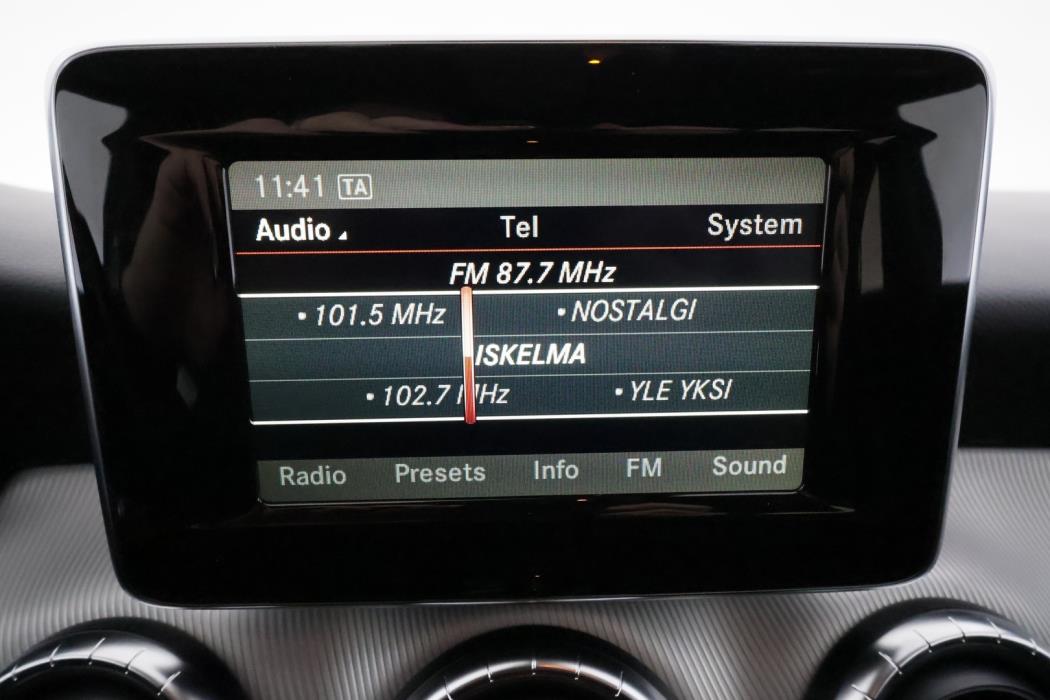 11:41 TA
Audio Tel System
FM 87.7 MHz
• 101.5 MHz • NOSTALGI
ISKELMA
• 102.7 MHz • YLE YKSI
Radio Presets Info FM Sound